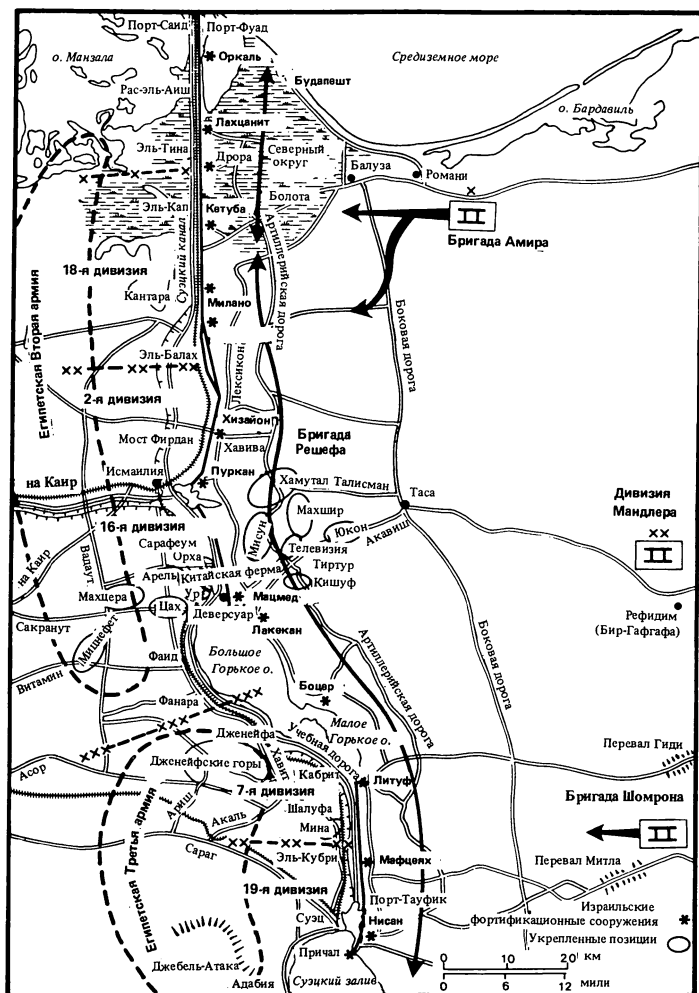 Порт-Саид
Порт-Фуад
о. Манзала
Оркаль
Средиземное море
Будапешт
Рас-эль-Аиш
о. Бардавиль
Лахцанит
Эль-Тина
Дрора
Северный
округ
Балуза
Романи
Эль-Кап
Кетуба
Болота
Бригада Амира
Суэцкий канал
Артиллерийская дорога
18-я дивизия
Кантара
Милано
Боковая дорога
Египетская Вторая армия
Эль-Балах
Лексикон
2-я дивизия
Хизайон
Мост Фирдан
Хавива
Бригада
Решефа
на Каир
Исмаилия
Пуркан
Хамутал
Талисман
Таса
Махшир
Дивизия
Мандлера
16-я дивизия
Мисун
Юкон
Акавиш
Сарафеум
Орха
Телевизия
Тиртур
на Каир
Вадаут
Арель
Китайская ферма
Кишуф
Махцера
Цах
Ур
Мацмед
Деверсуар
Рефидим
(Бир-Гафгафа)
Сакранут
Мицнефет
Лакекан
Фаид
Большое
Горькое о.
Артиллерийская дорога
Боковая дорога
Витамин
Боцер
Фанара
Малое
Горькое о.
Дженейфа
Учебная дорога
Перевал Гиди
Асор
Дженейфские горы
Хавит
Кабрит
Литуф
7-я дивизия
Бригада Шомрона
Ариш
Акаль
Шалуфа
Мина
Египетская Третья армия
Сараг
Эль-Кубри
Мафцеях
Перевал Митла
19-я дивизия
Порт-Тауфик
Израильские
фортификационные сооружения
Суэц
Нисан
Укрепленные позиции
Причал
Джебель-Атака
Адабия
Суэцкий залив
0 10 20 км
0 6 12 мили